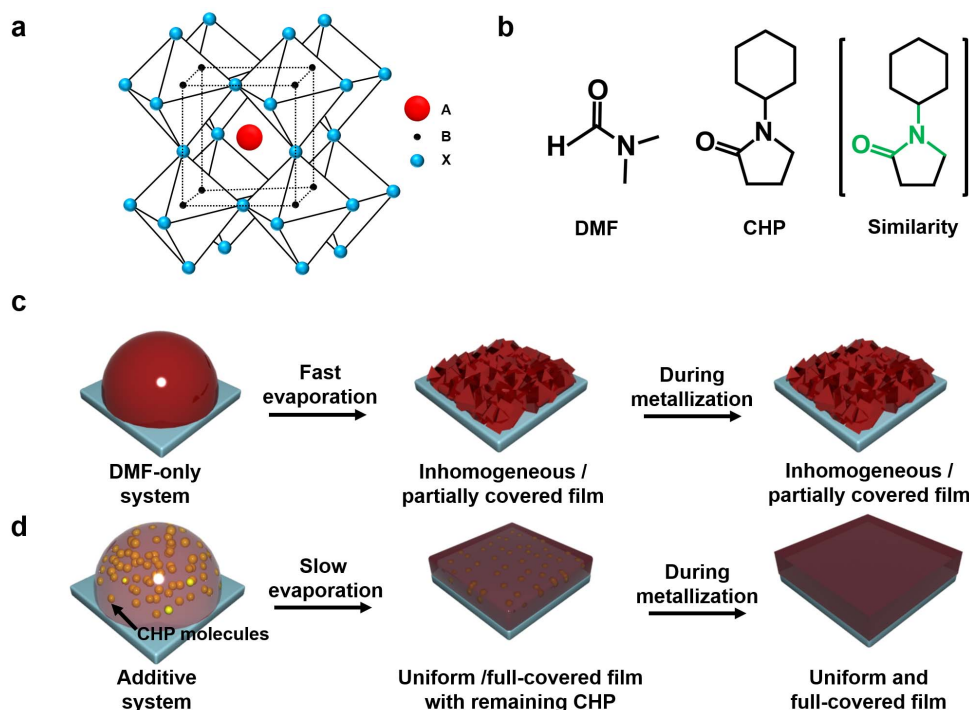 a
A
B
X
b
O
H
N
DMF
O
N
CHP
O
N
Similarity
c
DMF-only
system
Fast
evaporation
Inhomogeneous /
partially covered film
During
metallization
Inhomogeneous /
partially covered film
d
CHP molecules
Additive
system
Slow
evaporation
Uniform /full-covered film
with remaining CHP
During
metallization
Uniform and
full-covered film